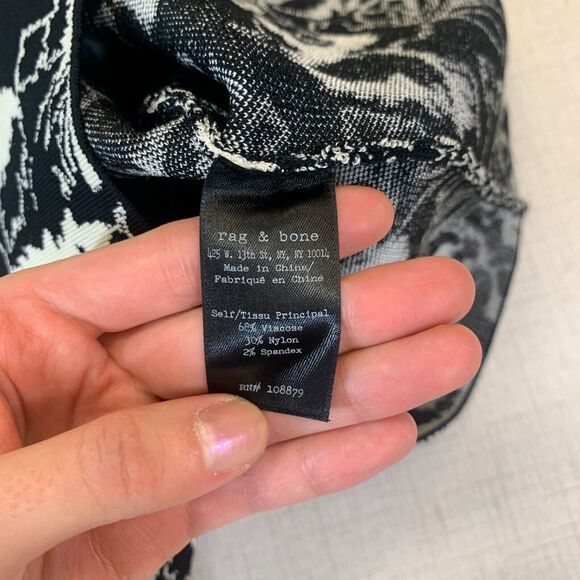 rag & bone
425 W. 13th St, NY, NY 10014
Made in China/
Fabriqué en Chine
Self/Tissu Principal
68% Viscose
30% Nylon
2% Spandex
RN# 108879